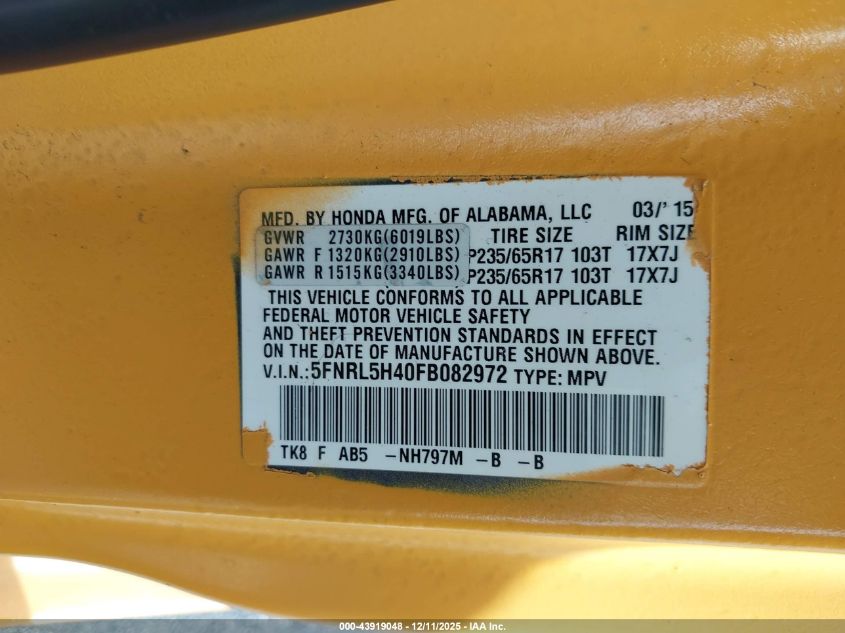 MFD. BY HONDA MFG. OF ALABAMA, LLC 03/'15
GVWR 2730KG(6019LBS) TIRE SIZE RIM SIZE
GAWR F 1320KG(2910LBS) P235/65R17 103T 17X7J
GAWR R 1515KG(3340LBS) P235/65R17 103T 17X7J
THIS VEHICLE CONFORMS TO ALL APPLICABLE
FEDERAL MOTOR VEHICLE SAFETY
AND THEFT PREVENTION STANDARDS IN EFFECT
ON THE DATE OF MANUFACTURE SHOWN ABOVE.
V.I.N.: 5FNRL5H40FB082972 TYPE: MPV
TK8 F AB5 -NH797M -B -B
000-43919048 - 12/11/2025 - IAA Inc.